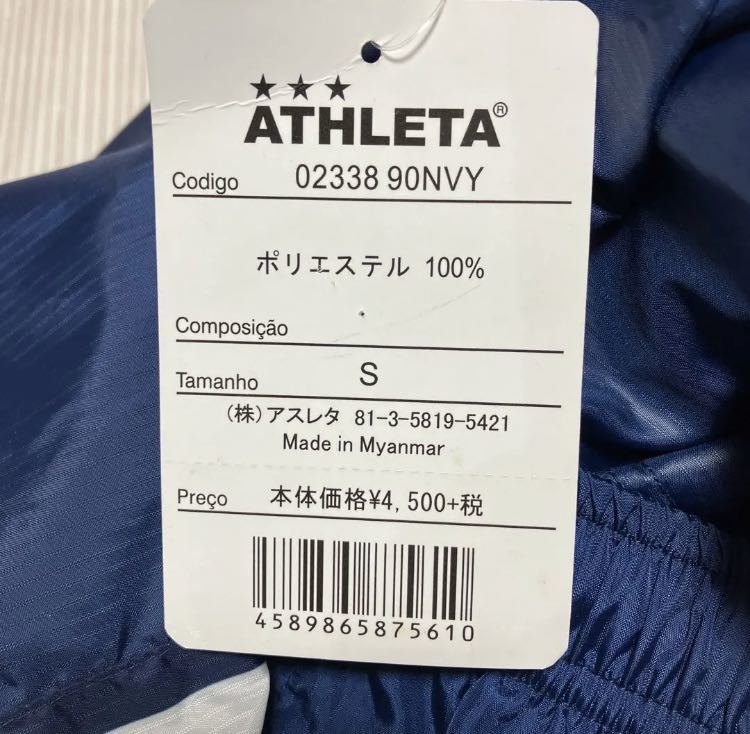 ★★★
ATHLETA®
Codigo 02338 90NVY
ポリエステル 100%
Composição
Tamanho S
(株)アスレタ 81-3-5819-5421
Made in Myanmar
Preço 本体価格¥4,500+税
4589865875610